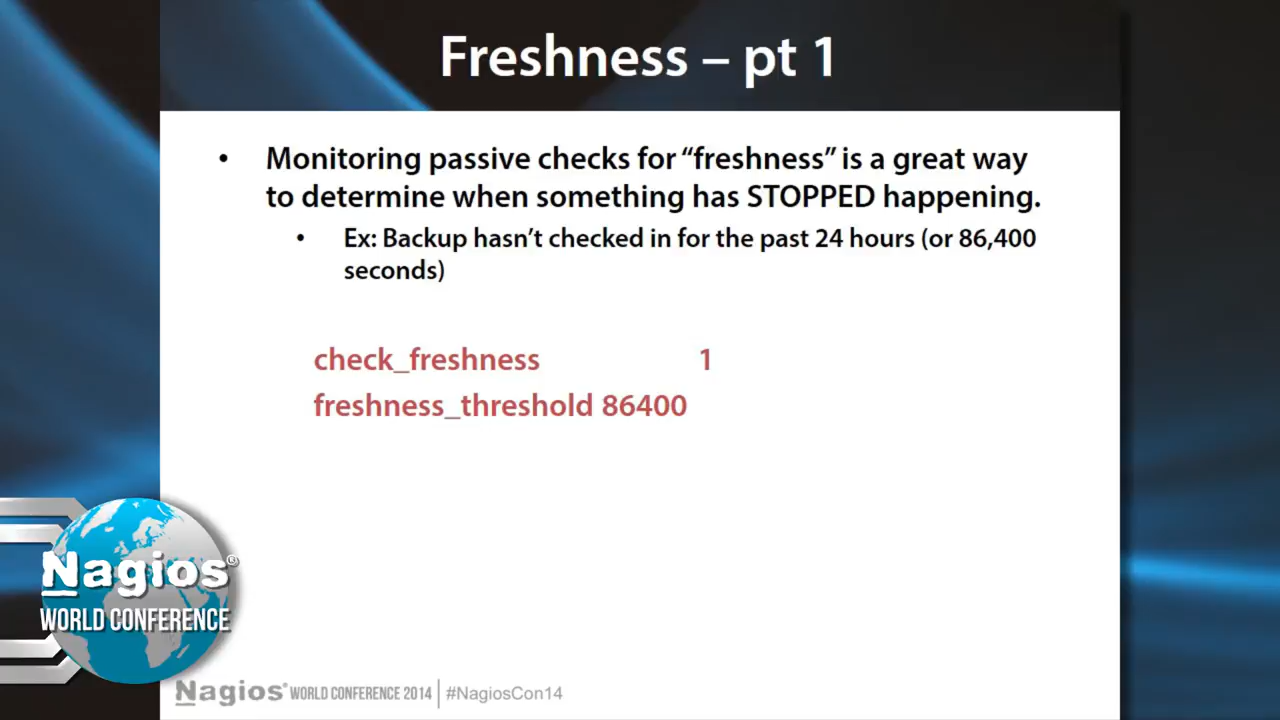 Freshness – pt 1
• Monitoring passive checks for “freshness” is a great way
to determine when something has STOPPED happening.
• Ex: Backup hasn’t checked in for the past 24 hours (or 86,400
seconds)
check_freshness 1
freshness_threshold 86400
Nagios®
WORLD CONFERENCE
Nagios® WORLD CONFERENCE 2014 | #NagiosCon14